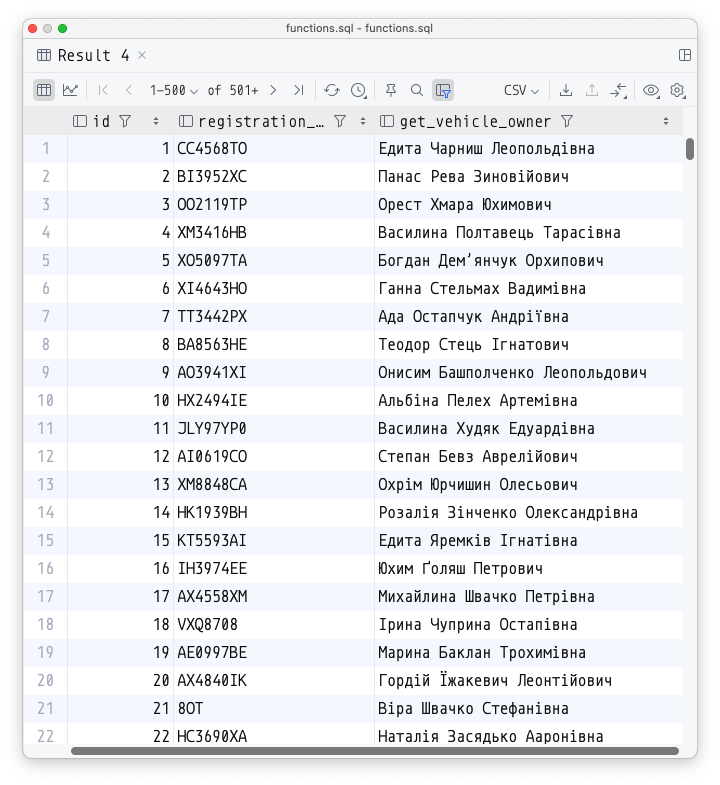 functions.sql – functions.sql
Result 4 ×
1–500 of 501+ CSV
id registration_… get_vehicle_owner
1 1 CC4568TO Едита Чарниш Леопольдівна
2 2 BI3952XC Панас Рева Зиновійович
3 3 OO2119TP Орест Хмара Юхимович
4 4 XM3416HB Василина Полтавець Тарасівна
5 5 XO5097TA Богдан Дем’янчук Орхипович
6 6 XI4643HO Ганна Стельмах Вадимівна
7 7 TT3442PX Ада Остапчук Андріївна
8 8 BA8563HE Теодор Стець Ігнатович
9 9 AO3941XI Онисим Башполченко Леопольдович
10 10 HX2494IE Альбіна Пелех Артемівна
11 11 JLY97YP0 Василина Худяк Едуардівна
12 12 AI0619CO Степан Бевз Аврелійович
13 13 XM8848CA Охрім Юрчишин Олесьович
14 14 HK1939BH Розалія Зінченко Олександрівна
15 15 KT5593AI Едита Яремків Ігнатівна
16 16 IH3974EE Юхим Ґоляш Петрович
17 17 AX4558XM Михайлина Швачко Петрівна
18 18 VXQ8708 Ірина Чуприна Остапівна
19 19 AE0997BE Марина Баклан Трохимівна
20 20 AX4840IK Гордій Їжакевич Леонтійович
21 21 8OT Віра Швачко Стефанівна
22 22 HC3690XA Наталія Засядько Ааронівна